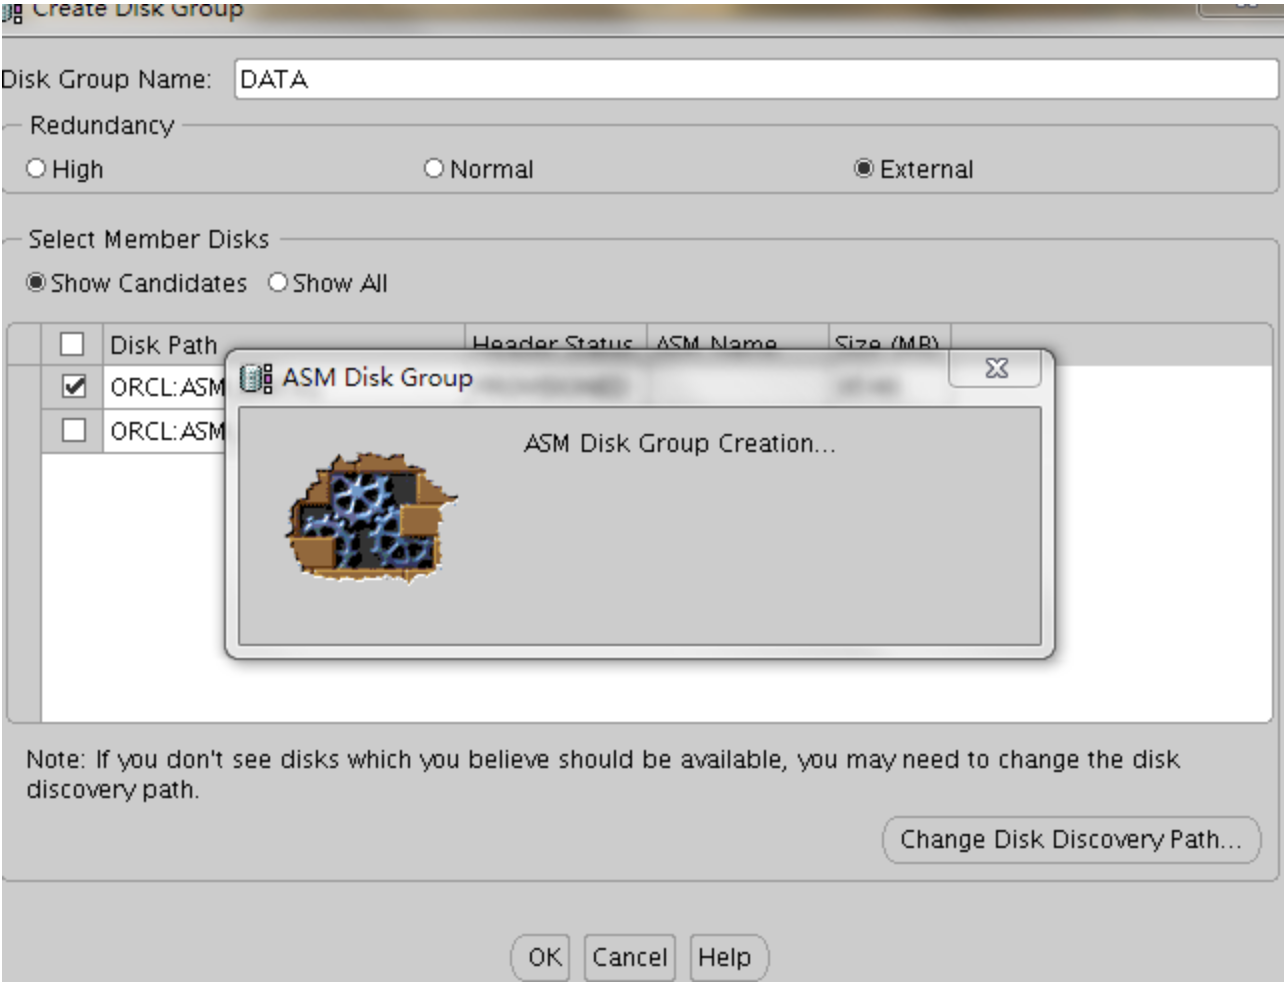 Create Disk Group
Disk Group Name: DATA
Redundancy
High Normal External
Select Member Disks
Show Candidates Show All
Disk Path Header Status ASM Name Size (MB)
ORCL:ASM
ORCL:ASM
ASM Disk Group
ASM Disk Group Creation...
Note: If you don't see disks which you believe should be available, you may need to change the disk
discovery path.
Change Disk Discovery Path...
OK Cancel Help